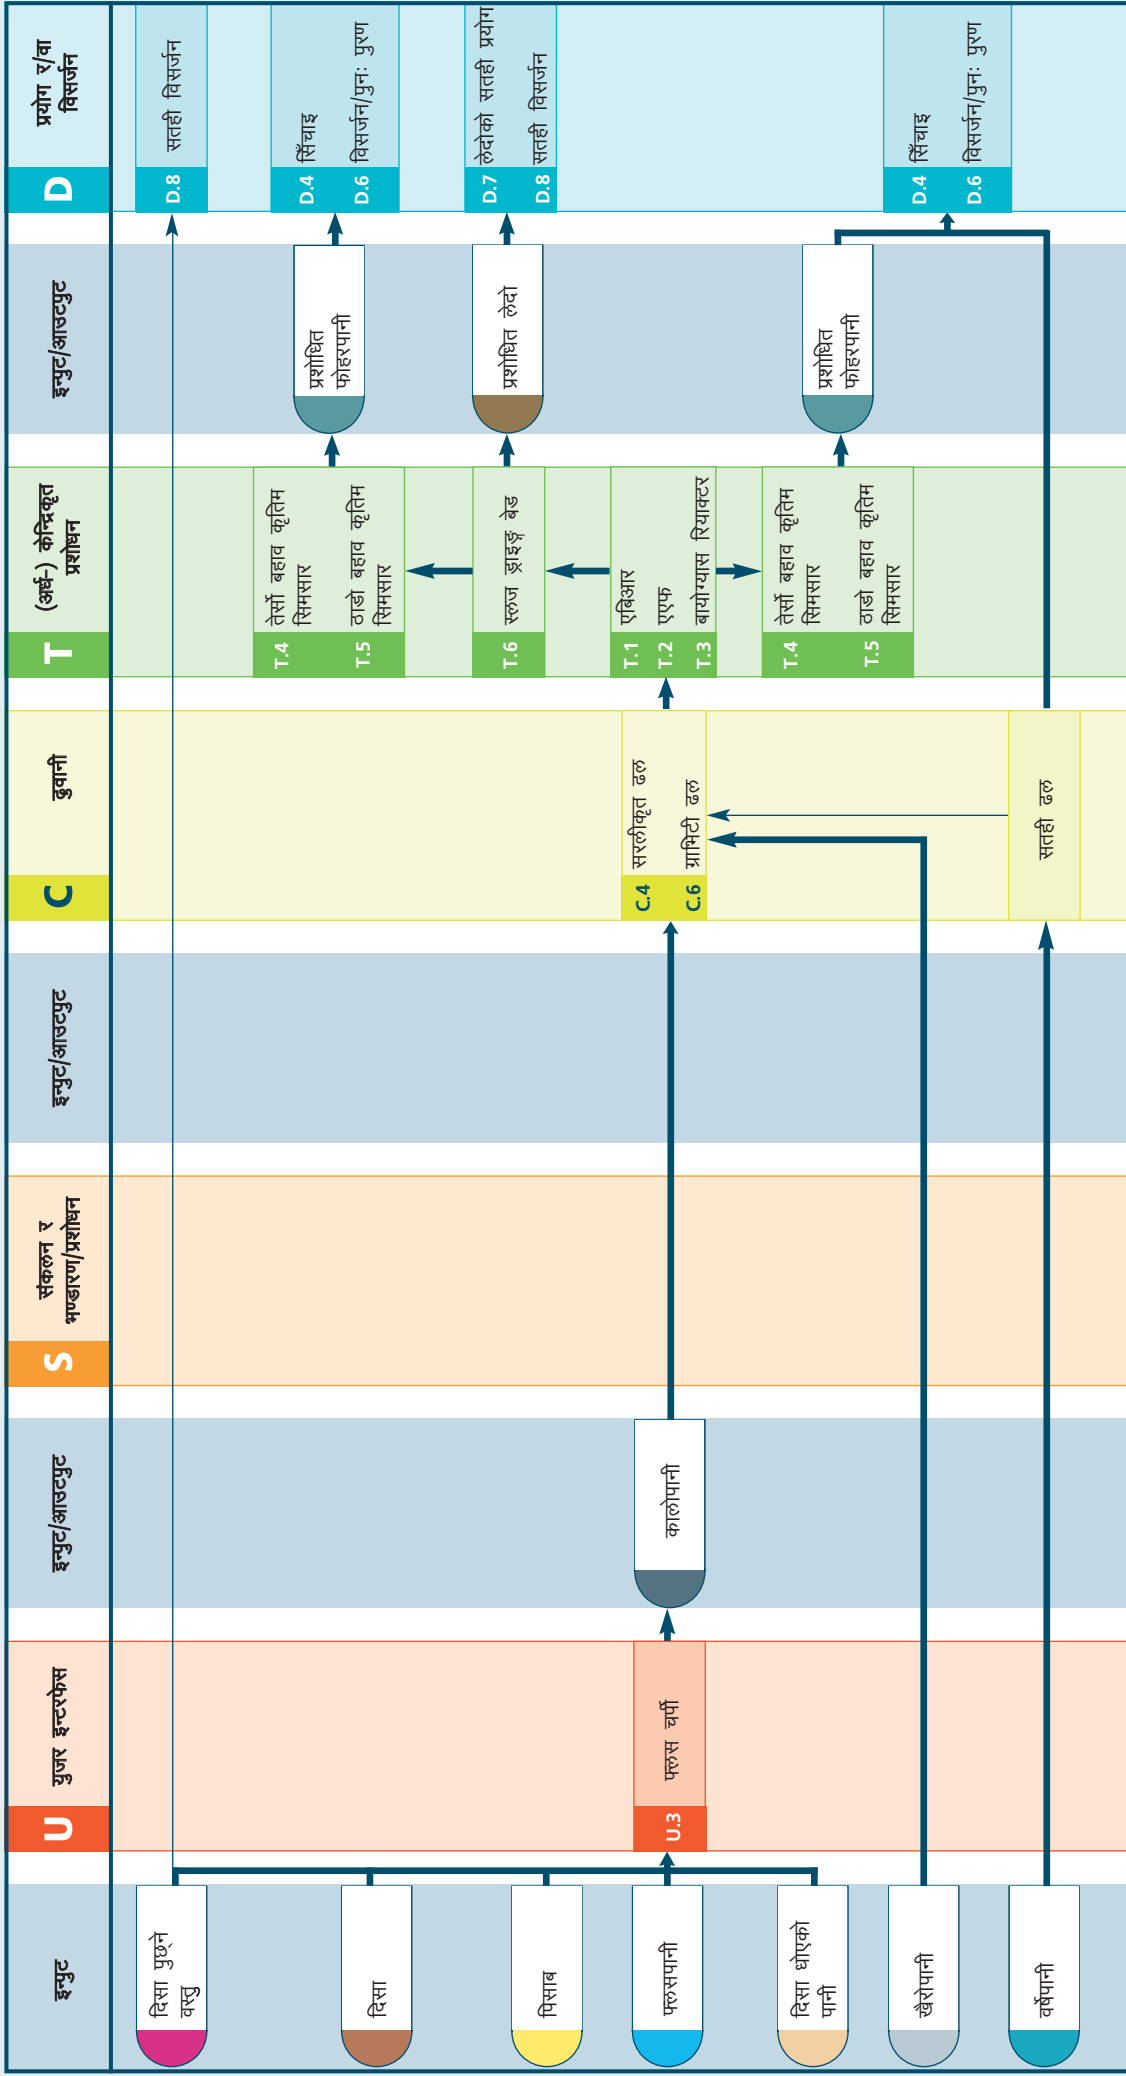 इन्पुट
U
युजर इन्टरफेस
इन्पुट/आउटपुट
S
संकलन र
भण्डारण/प्रशोधन
इन्पुट/आउटपुट
C
ढुवानी
T
(अर्ध-) केन्द्रिकृत
प्रशोधन
इन्पुट/आउटपुट
D
प्रयोग र/वा
विसर्जन
दिसा पुछ्ने
वस्तु
दिसा
पिसाब
फ्लसपानी
दिसा धोएको
पानी
खैरोपानी
वर्षेपानी
U.3
फ्लस चर्पी
कालोपानी
C.4 सरलीकृत ढल
C.6 ग्राभिटी ढल
सतही ढल
T.4 तेर्सो बहाव कृतिम
सिमसार
T.5 ठाडो बहाव कृतिम
सिमसार
T.6 स्लज ड्राइङ्ग बेड
T.1 एबिआर
T.2 एएफ
T.3 बायोग्यास रियाक्टर
T.4 तेर्सो बहाव कृतिम
सिमसार
T.5 ठाडो बहाव कृतिम
सिमसार
प्रशोधित
फोहरपानी
प्रशोधित लेदो
प्रशोधित
फोहरपानी
D.8 सतही विसर्जन
D.4 सिँचाइ
D.6 विसर्जन/पुनः पुरण
D.7 लेदोको सतही प्रयोग
D.8 सतही विसर्जन
D.4 सिँचाइ
D.6 विसर्जन/पुनः पुरण